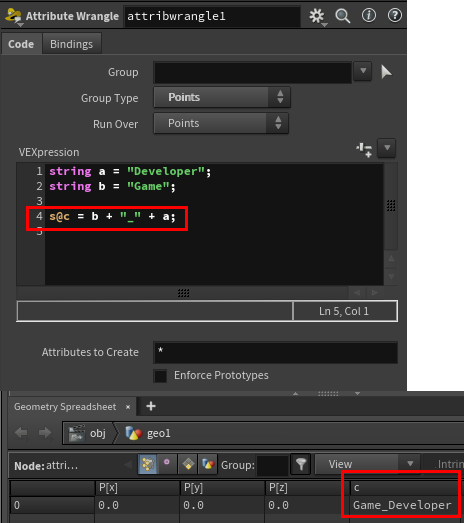 Attribute Wrangle attribwrangle1
Code Bindings
Group
Group Type Points
Run Over Points
VEXpression
1 string a = "Developer";
2 string b = "Game";
3
4 s@c = b + "_" + a;
5
Ln 5, Col 1
Attributes to Create *
Enforce Prototypes
Geometry Spreadsheet × +
obj geo1
Node: attri... Group: View Intrin
P[x] P[y] P[z] c
0 0.0 0.0 0.0 Game_Developer